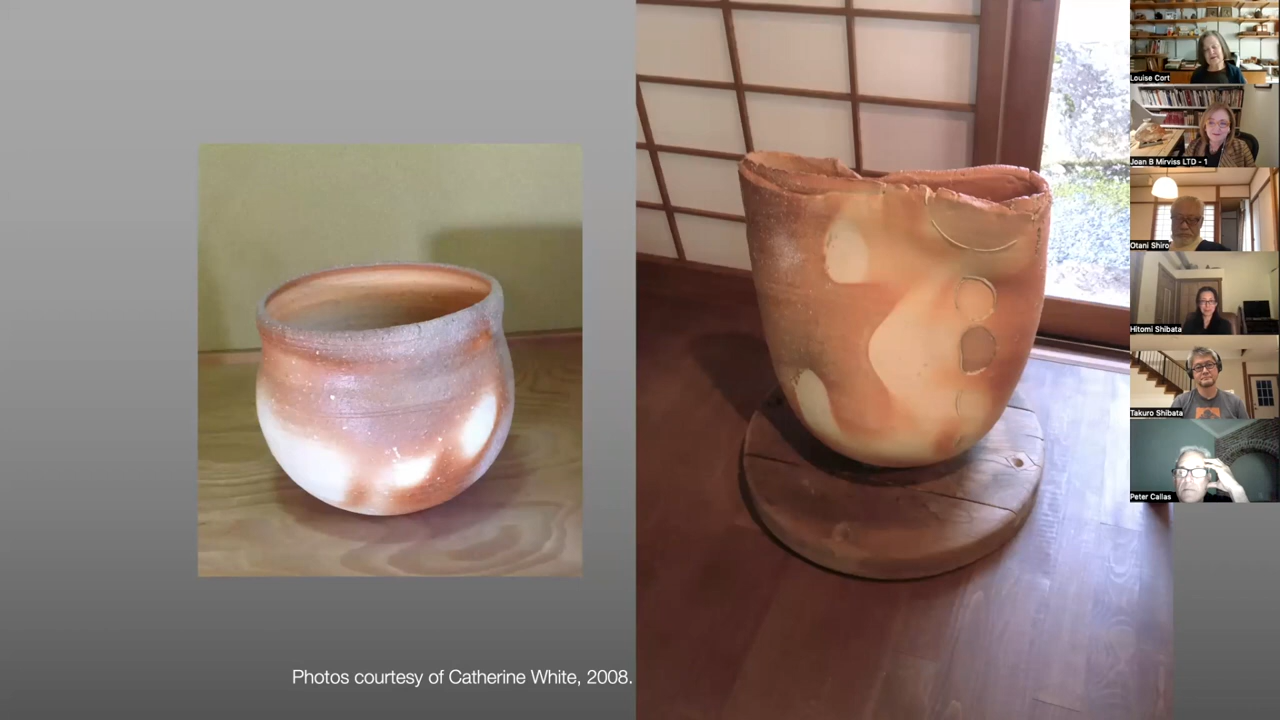 Louise Cort
Joan B Mirviss LTD - 1
Otani Shiro
Hitomi Shibata
Takuro Shibata
Peter Callas
Photos courtesy of Catherine White, 2008.